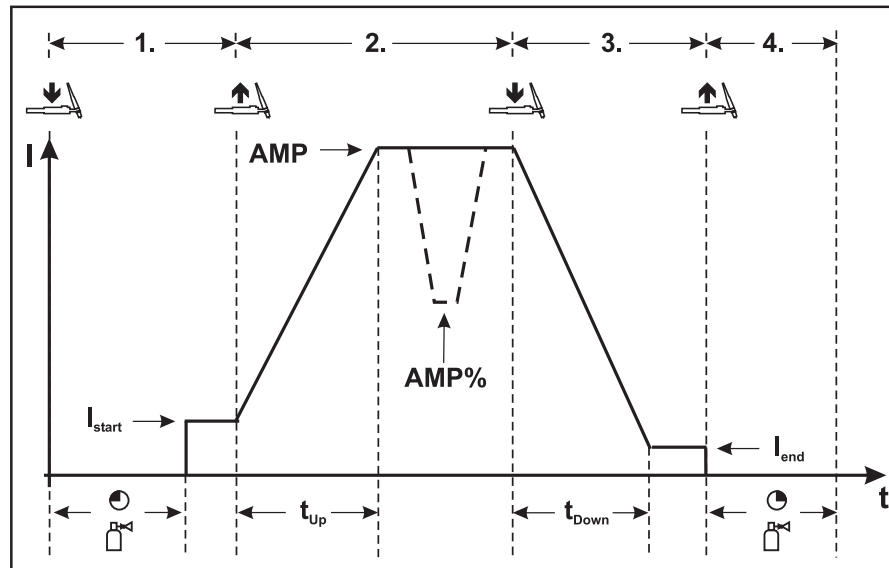 1. 2. 3. 4.
I
AMP
AMP%
Istart
Iend
t
tUp
tDown